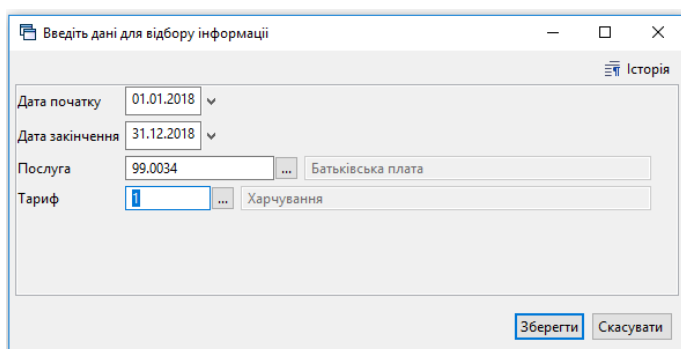 Введіть дані для відбору інформації
Історія
Дата початку 01.01.2018
Дата закінчення 31.12.2018
Послуга 99.0034 ... Батьківська плата
Тариф 1 ... Харчування
Зберегти Скасувати